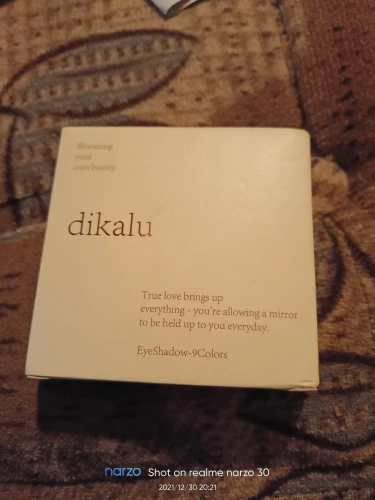 Blooming
your
own beauty
dikalu
True love brings up
everything - you're allowing a mirror
to be held up to you everyday.
EyeShadow-9Colors
narzo Shot on realme narzo 30
2021/12/30 20:21